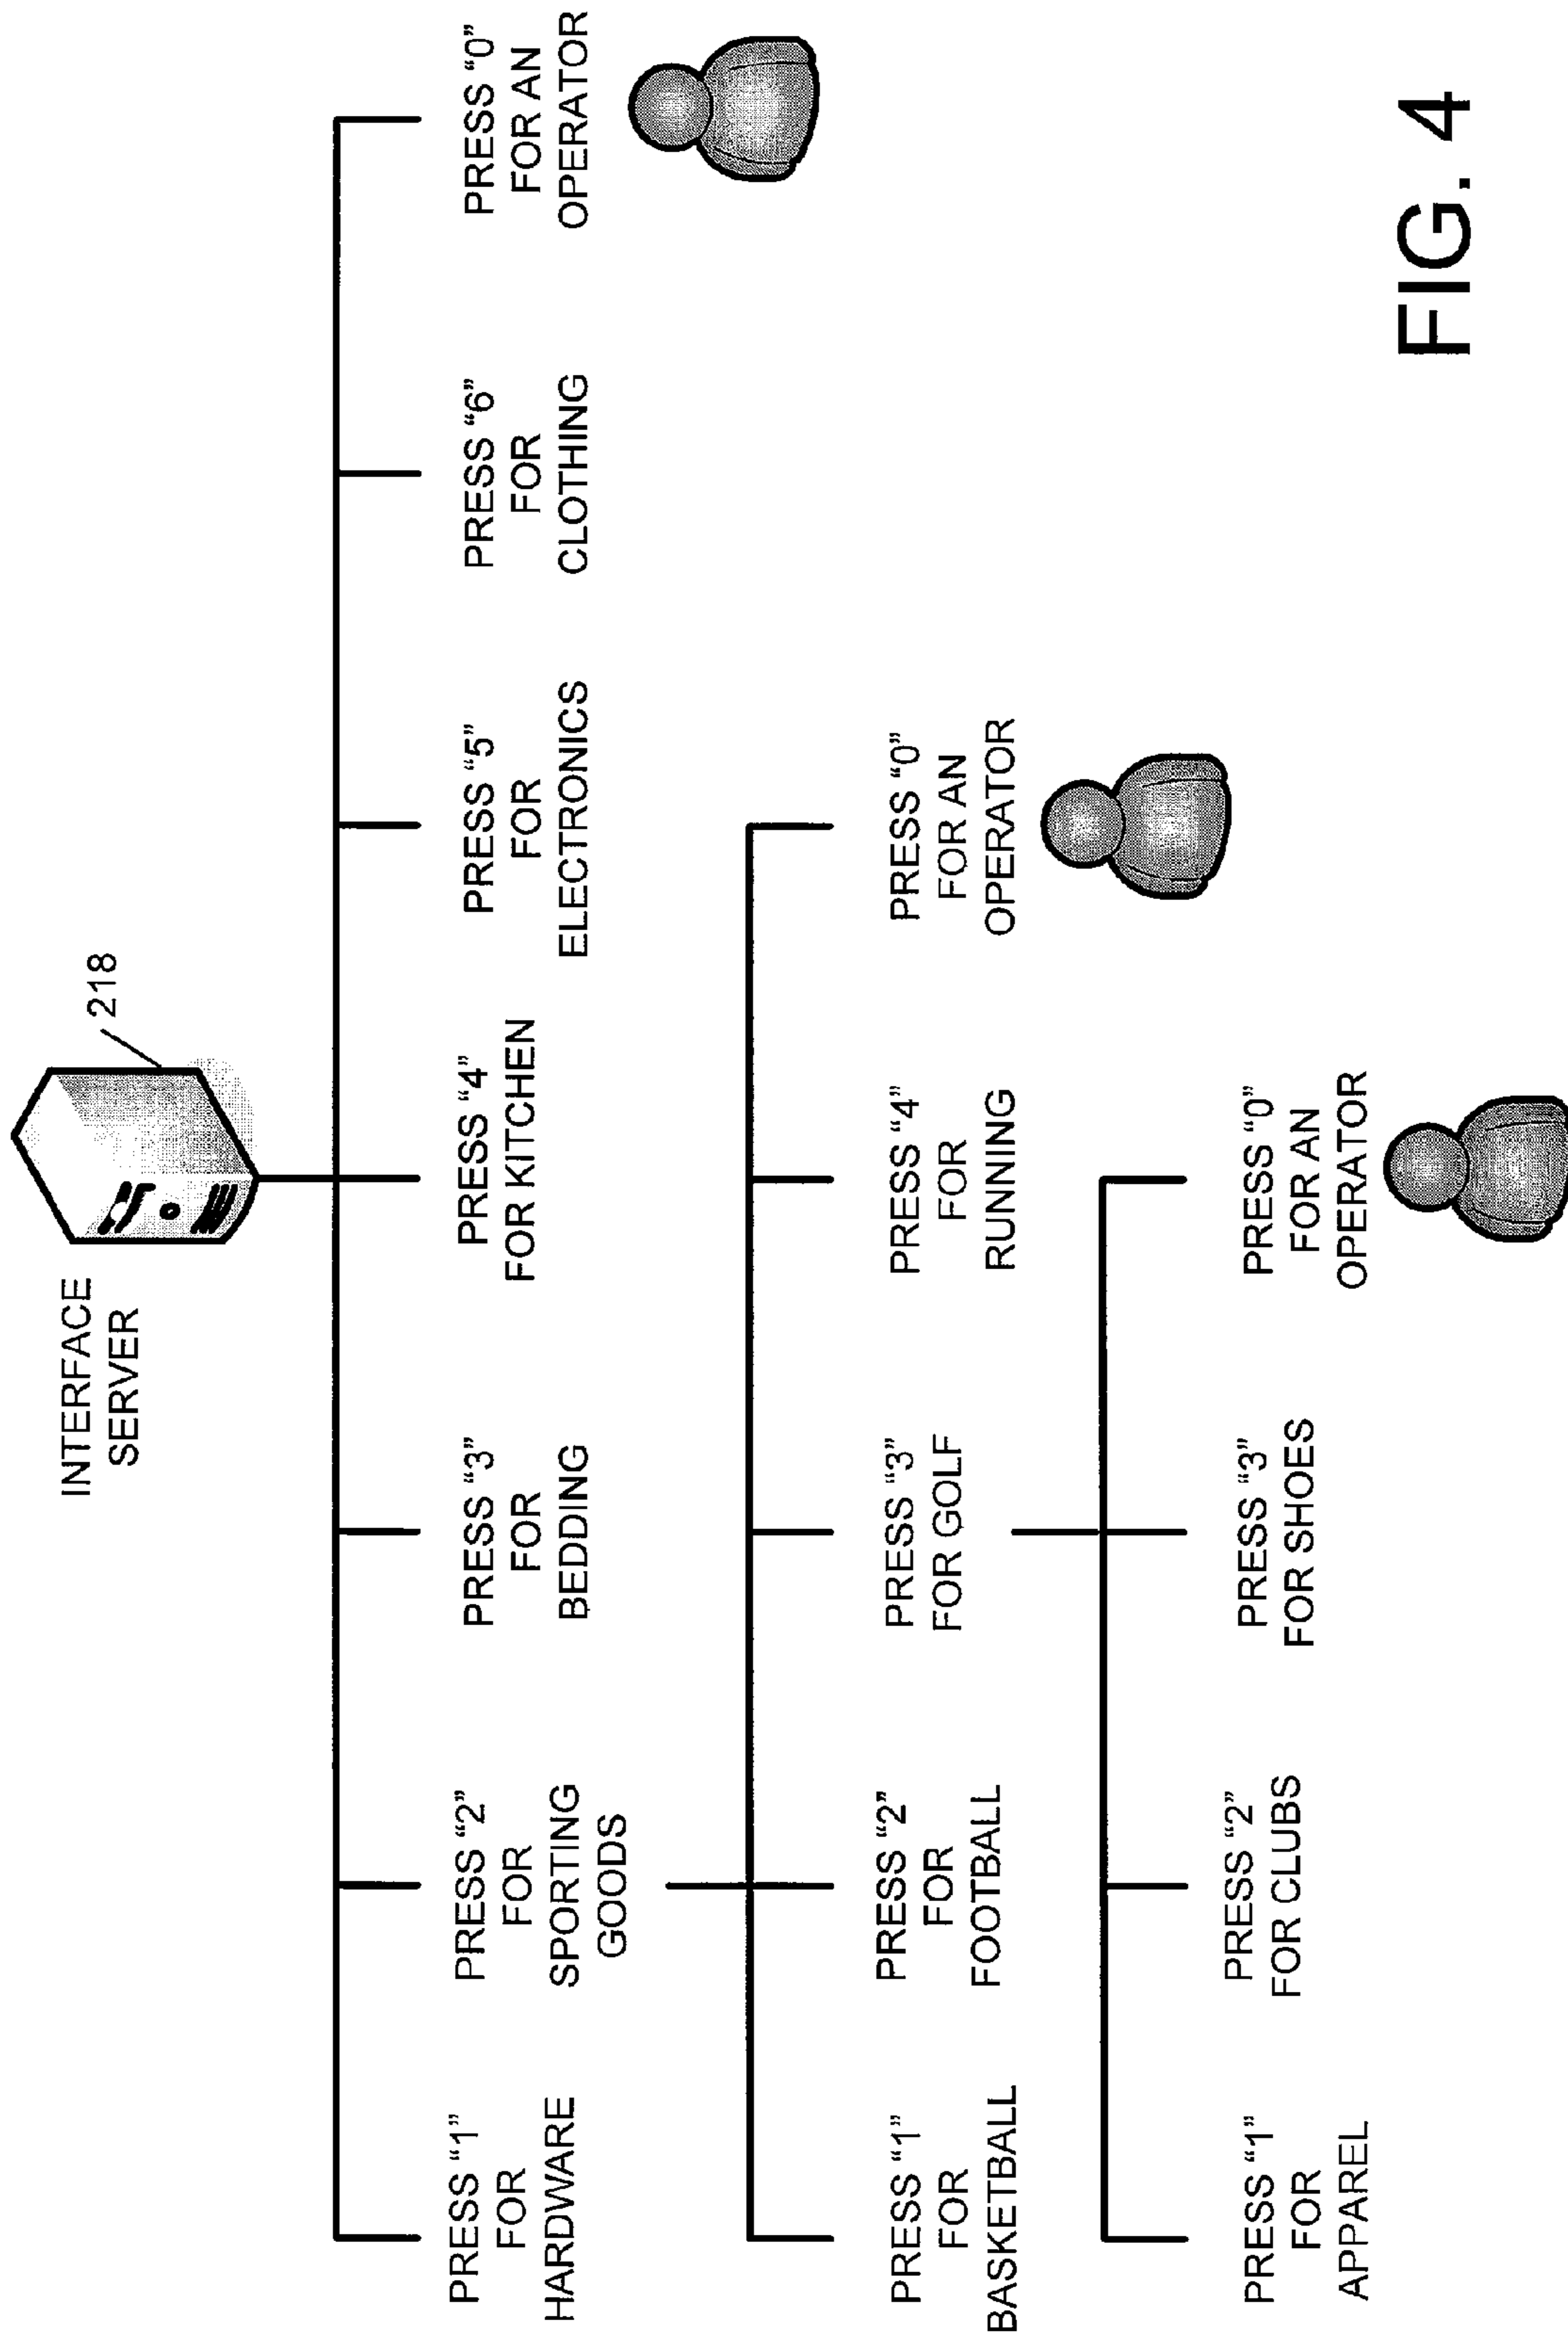 INTERFACE
SERVER
218
PRESS “1”
FOR
HARDWARE
PRESS “2”
FOR
SPORTING
GOODS
PRESS “3”
FOR
BEDDING
PRESS “4”
FOR KITCHEN
PRESS “5”
FOR
ELECTRONICS
PRESS “6”
FOR
CLOTHING
PRESS “0”
FOR AN
OPERATOR
PRESS “1”
FOR
BASKETBALL
PRESS “2”
FOR
FOOTBALL
PRESS “3”
FOR GOLF
PRESS “4”
FOR
RUNNING
PRESS “0”
FOR AN
OPERATOR
PRESS “1”
FOR
APPAREL
PRESS “2”
FOR CLUBS
PRESS “3”
FOR SHOES
PRESS “0”
FOR AN
OPERATOR
FIG. 4